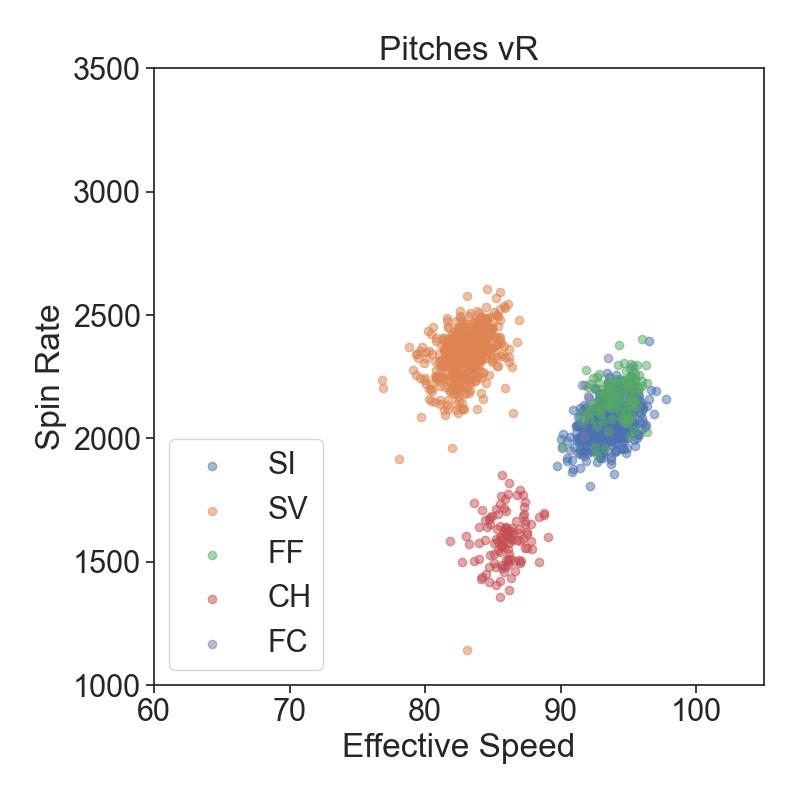 Pitches vR
3500
3000
2500
2000
1500
1000
Spin Rate
SI
SV
FF
CH
FC
60 70 80 90 100
Effective Speed